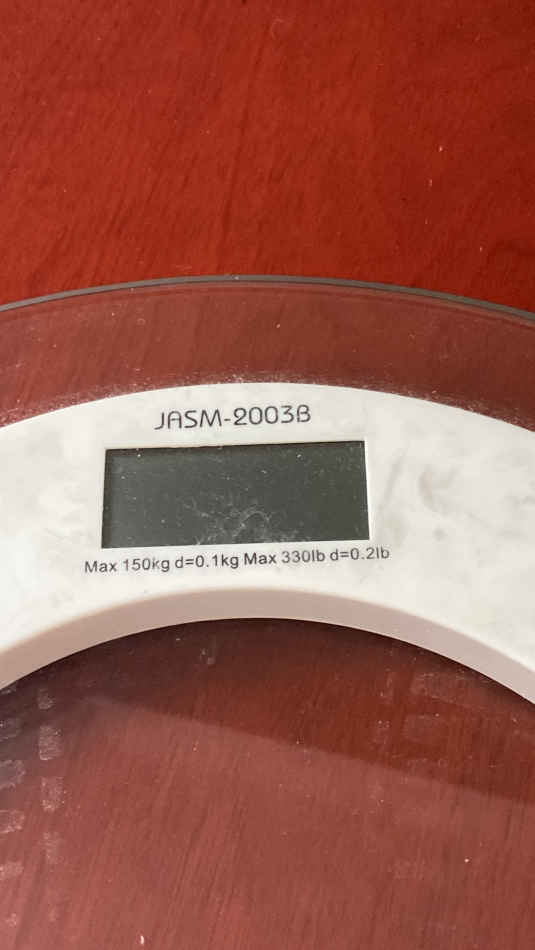 JASM-2003B
Max 150kg d=0.1kg Max 330lb d=0.2lb